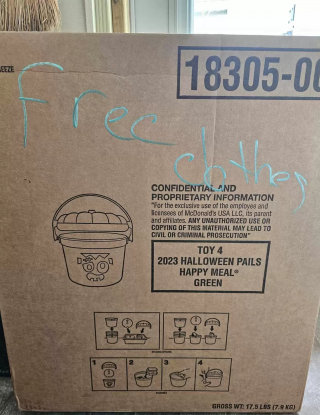 EEZE
18305-00
Free
clothes
CONFIDENTIAL AND
PROPRIETARY INFORMATION
"For the exclusive use of the employee and
licensees of McDonald's USA LLC, its parent
and affiliates. ANY UNAUTHORIZED USE OR
COPYING OF THIS MATERIAL MAY LEAD TO
CIVIL OR CRIMINAL PROSECUTION"
TOY 4
2023 HALLOWEEN PAILS
HAPPY MEAL®
GREEN
1 2 3 4
GROSS WT: 17.5 LBS (7.9 KG)